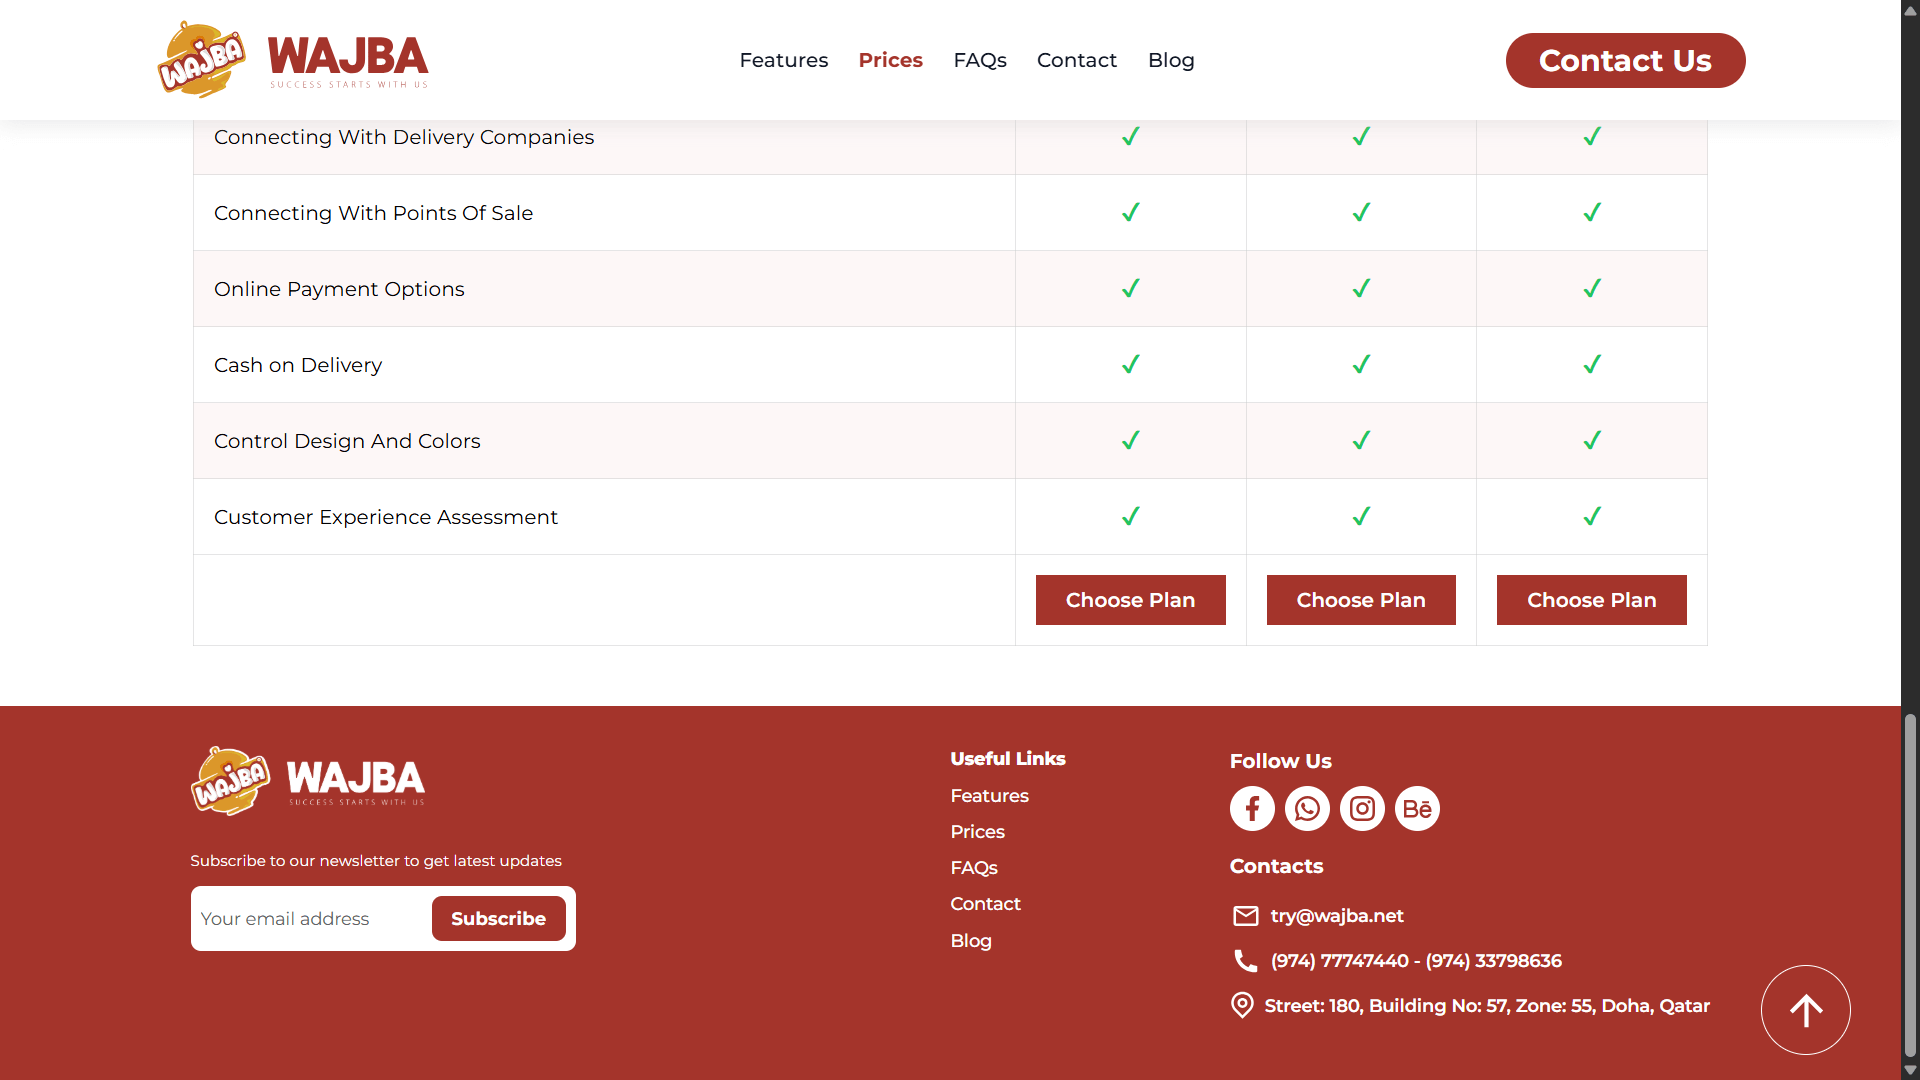 WAJBA
WAJBA
SUCCESS STARTS WITH US
Features
Prices
FAQs
Contact
Blog
Contact Us
Connecting With Delivery Companies
Connecting With Points Of Sale
Online Payment Options
Cash on Delivery
Control Design And Colors
Customer Experience Assessment
Choose Plan
Choose Plan
Choose Plan
WAJBA
WAJBA
SUCCESS STARTS WITH US
Subscribe to our newsletter to get latest updates
Your email address
Subscribe
Useful Links
Features
Prices
FAQs
Contact
Blog
Follow Us
Bē
Contacts
try@wajba.net
(974) 77747440 - (974) 33798636
Street: 180, Building No: 57, Zone: 55, Doha, Qatar